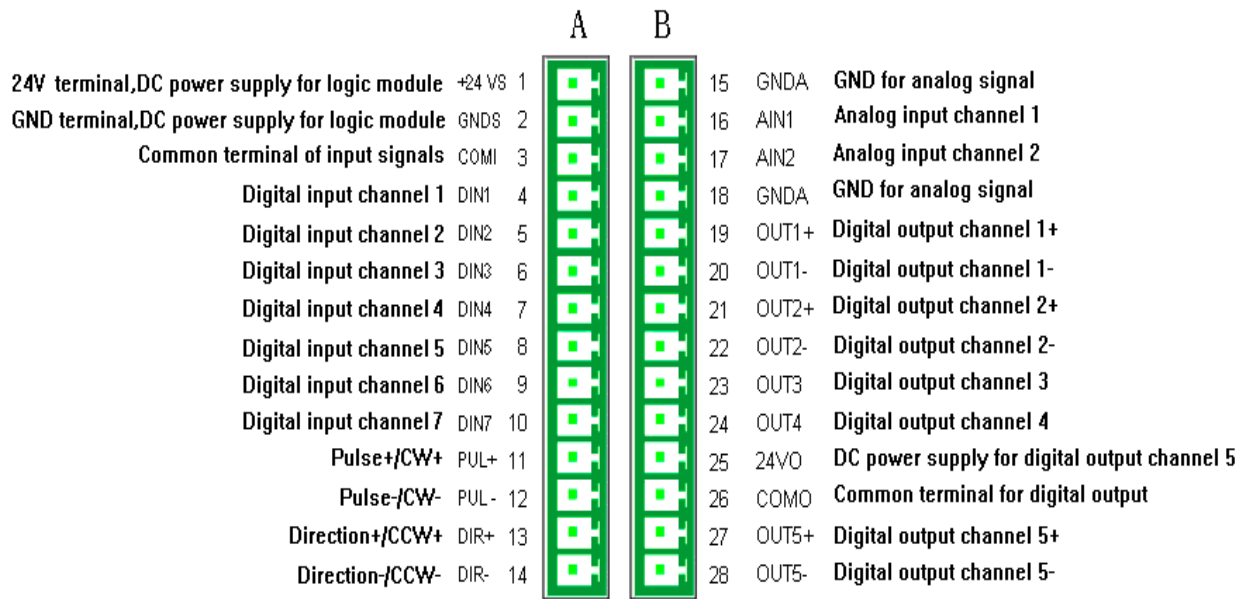 A B
24V terminal,DC power supply for logic module +24 VS 1
GND terminal,DC power supply for logic module GNDS 2
Common terminal of input signals COMI 3
Digital input channel 1 DIN1 4
Digital input channel 2 DIN2 5
Digital input channel 3 DIN3 6
Digital input channel 4 DIN4 7
Digital input channel 5 DIN5 8
Digital input channel 6 DIN6 9
Digital input channel 7 DIN7 10
Pulse+/CW+ PUL+ 11
Pulse-/CW- PUL- 12
Direction+/CCW+ DIR+ 13
Direction-/CCW- DIR- 14
15 GNDA GND for analog signal
16 AIN1 Analog input channel 1
17 AIN2 Analog input channel 2
18 GNDA GND for analog signal
19 OUT1+ Digital output channel 1+
20 OUT1- Digital output channel 1-
21 OUT2+ Digital output channel 2+
22 OUT2- Digital output channel 2-
23 OUT3 Digital output channel 3
24 OUT4 Digital output channel 4
25 24VO DC power supply for digital output channel 5
26 COMO Common terminal for digital output
27 OUT5+ Digital output channel 5+
28 OUT5- Digital output channel 5-